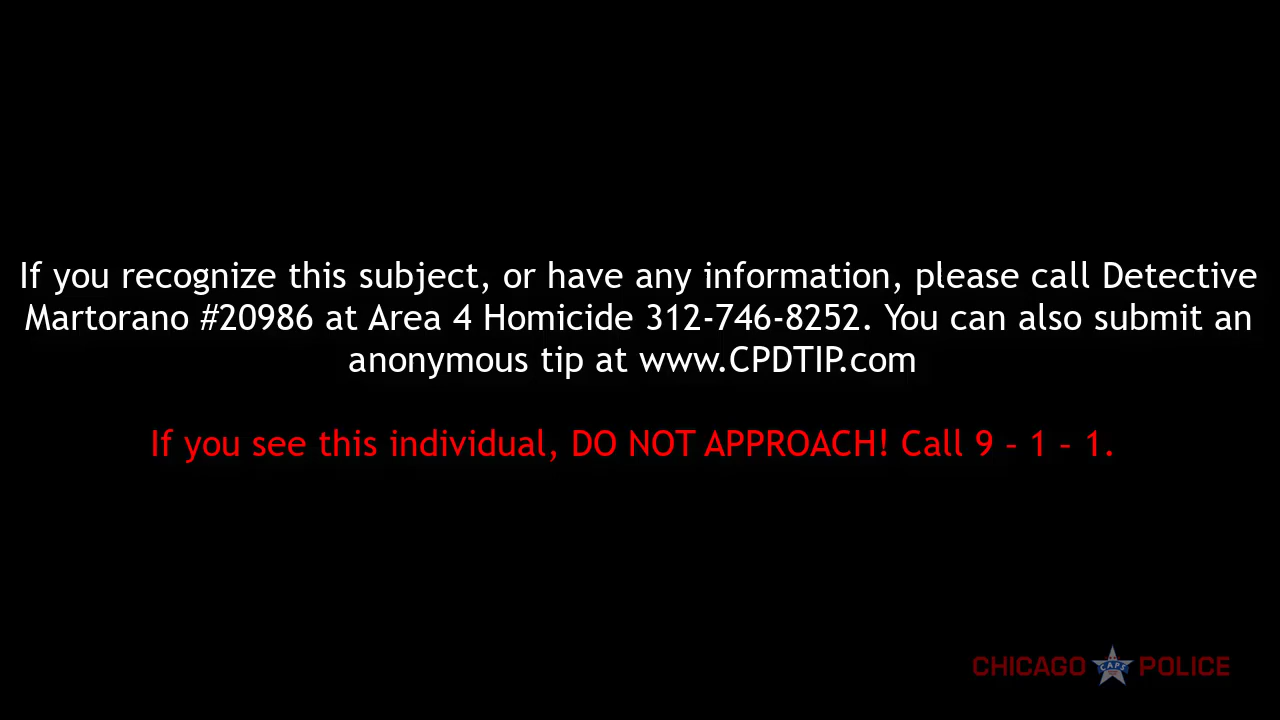 If you recognize this subject, or have any information, please call Detective
Martorano #20986 at Area 4 Homicide 312-746-8252. You can also submit an
anonymous tip at www.CPDTIP.com
If you see this individual, DO NOT APPROACH! Call 9 – 1 – 1.
CHICAGO CAPS POLICE